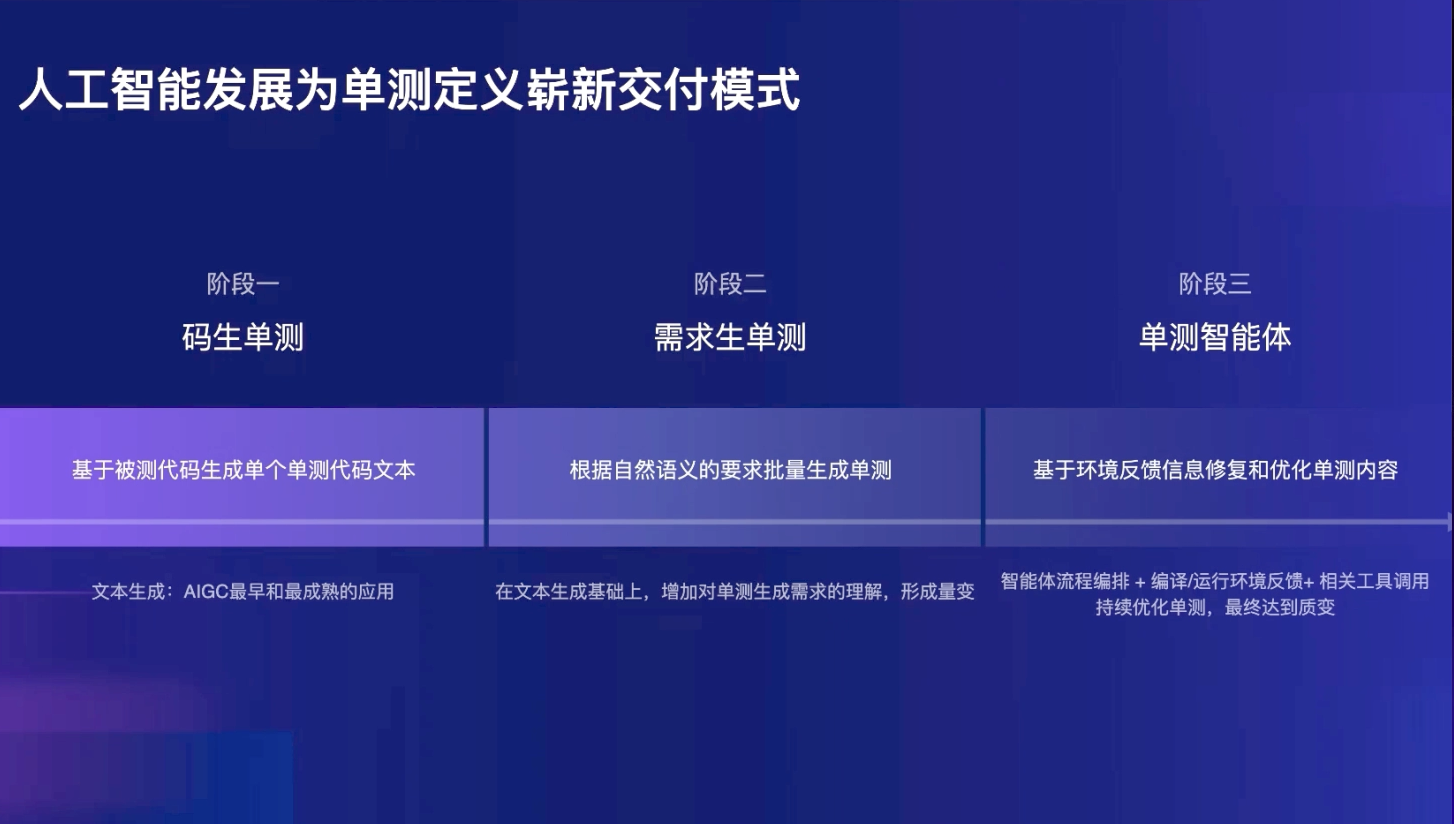 人工智能发展为单测定义崭新交付模式
阶段一
码生单测
基于被测代码生成单个单测代码文本
文本生成：AIGC最早和最成熟的应用
阶段二
需求生单测
根据自然语义的要求批量生成单测
在文本生成基础上，增加对单测生成需求的理解，形成量变
阶段三
单测智能体
基于环境反馈信息修复和优化单测内容
智能体流程编排 + 编译/运行环境反馈+ 相关工具调用
持续优化单测，最终达到质变